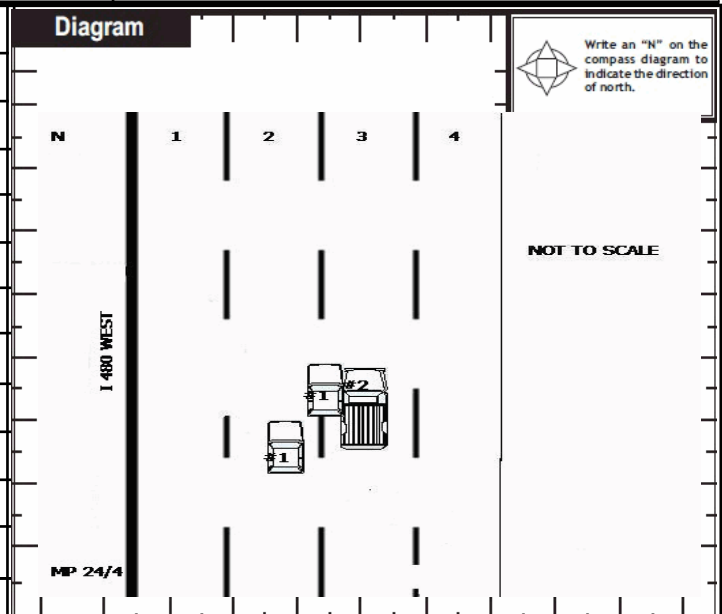 Diagram
Write an “N” on the
compass diagram to
indicate the direction
of north.
N 1 2 3 4
NOT TO SCALE
I 480 WEST
#1 #2
#1
MP 24/4